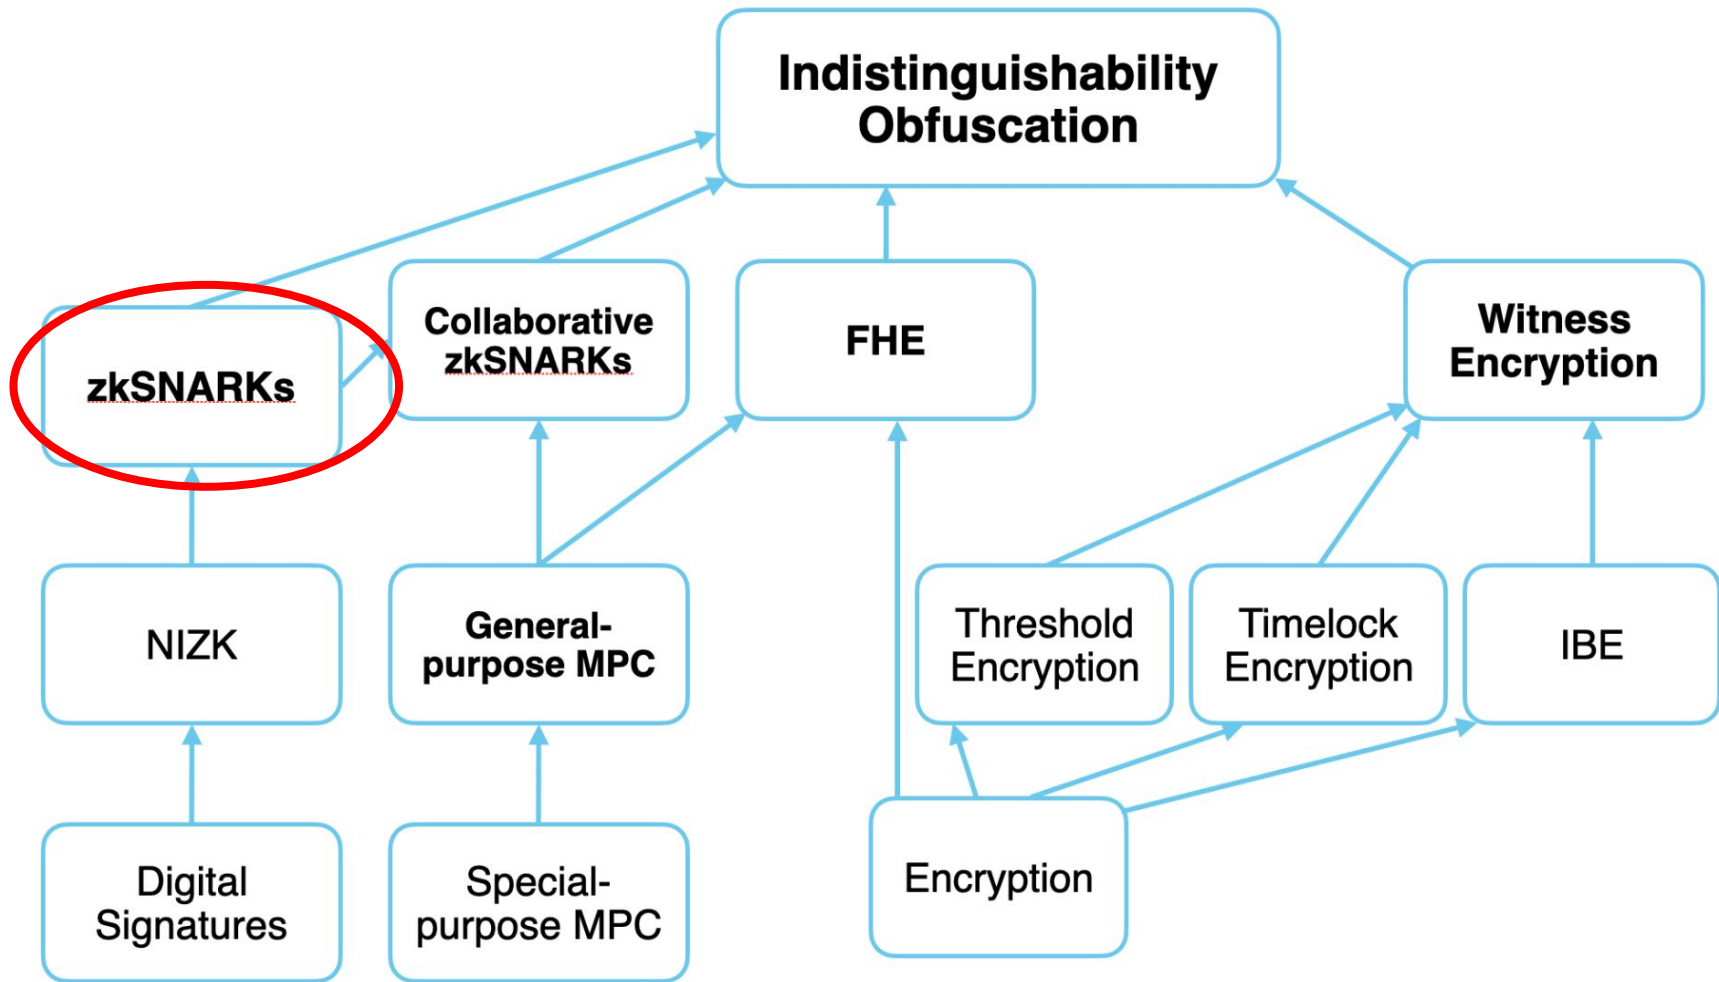 Indistinguishability
Obfuscation
zkSNARKs
Collaborative
zkSNARKs
FHE
Witness
Encryption
NIZK
General-
purpose MPC
Threshold
Encryption
Timelock
Encryption
IBE
Digital
Signatures
Special-
purpose MPC
Encryption